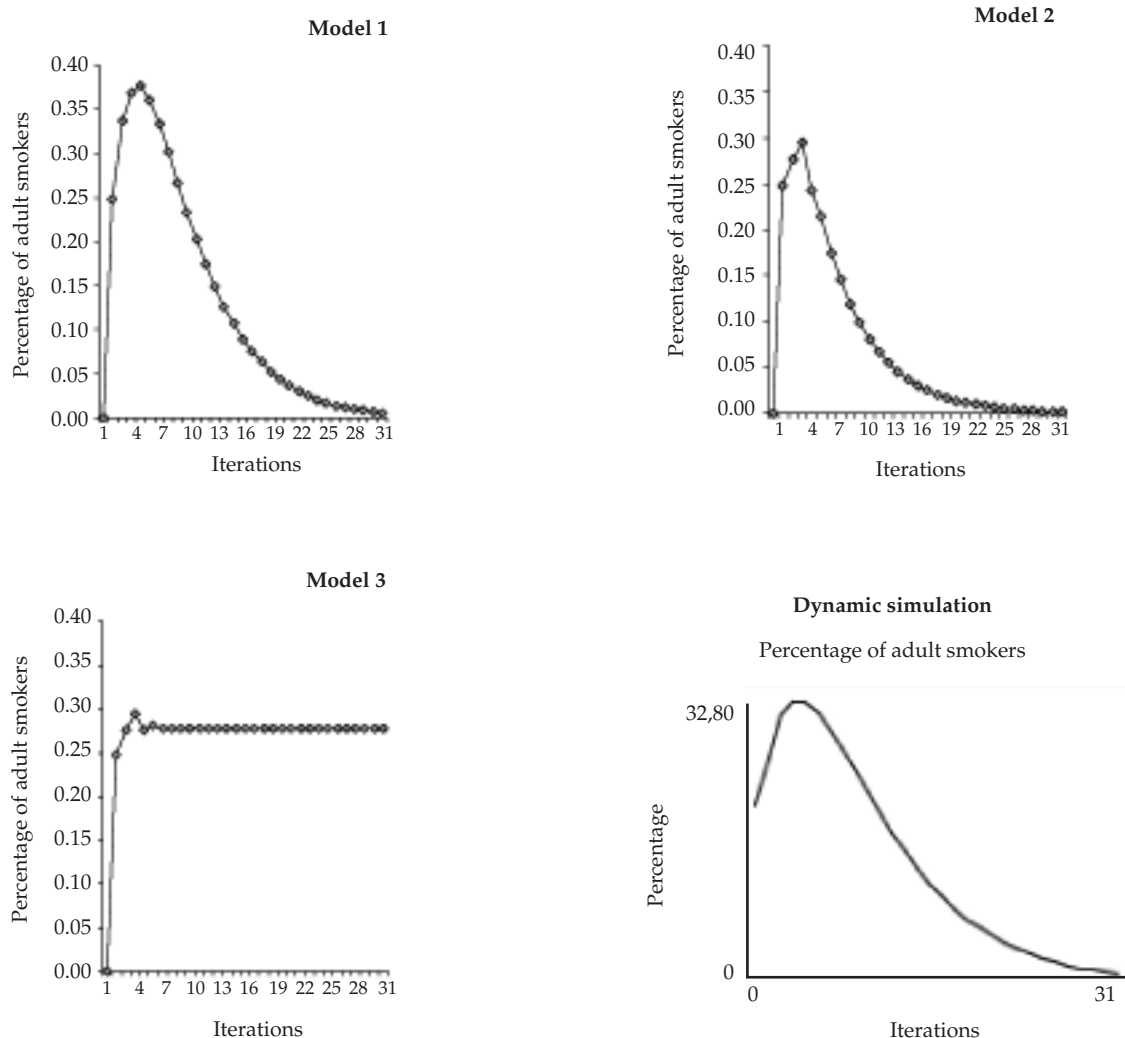 Model 1
Percentage of adult smokers
0.40
0.35
0.30
0.25
0.20
0.15
0.10
0.05
0.00
1 4 7 10 13 16 19 22 25 28 31
Iterations
Model 2
Percentage of adult smokers
0.40
0.35
0.30
0.25
0.20
0.15
0.10
0.05
0.00
1 4 7 10 13 16 19 22 25 28 31
Iterations
Model 3
Percentage of adult smokers
0.40
0.35
0.30
0.25
0.20
0.15
0.10
0.05
0.00
1 4 7 10 13 16 19 22 25 28 31
Iterations
Dynamic simulation
Percentage of adult smokers
32,80
Percentage
0
0 31
Iterations